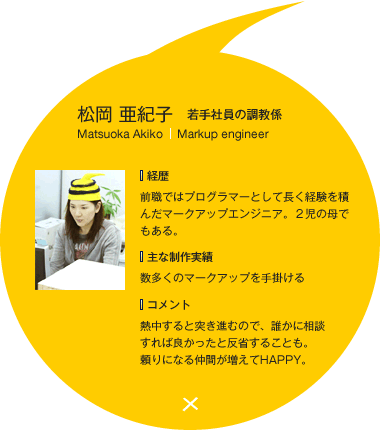 松岡 亜紀子 若手社員の調教係
Matsuoka Akiko | Markup engineer
経歴
前職ではプログラマーとして長く経験を積
んだマークアップエンジニア。２児の母で
もある。
主な制作実績
数多くのマークアップを手掛ける
コメント
熱中すると突き進むので、誰かに相談
すれば良かったと反省することも。
頼りになる仲間が増えてHAPPY。